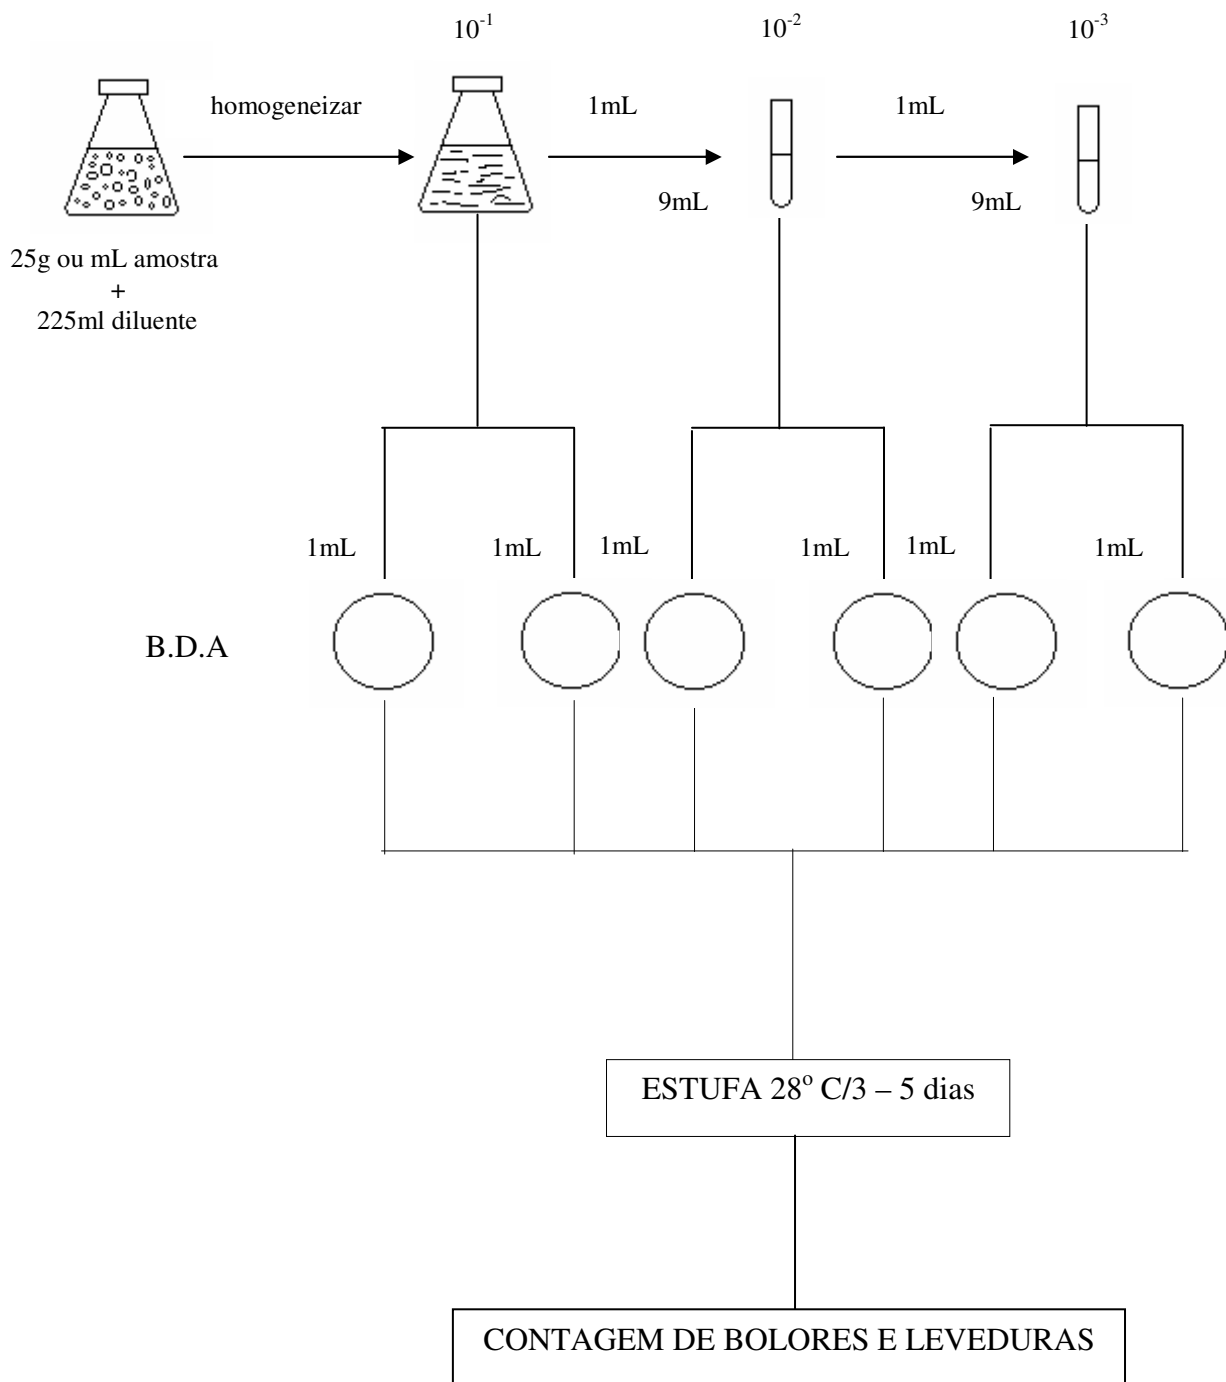 10⁻¹
10⁻²
10⁻³
homogeneizar
1mL
1mL
9mL
9mL
25g ou mL amostra
+
225ml diluente
1mL
1mL
1mL
1mL
1mL
1mL
B.D.A
ESTUFA 28º C/3 – 5 dias
CONTAGEM DE BOLORES E LEVEDURAS